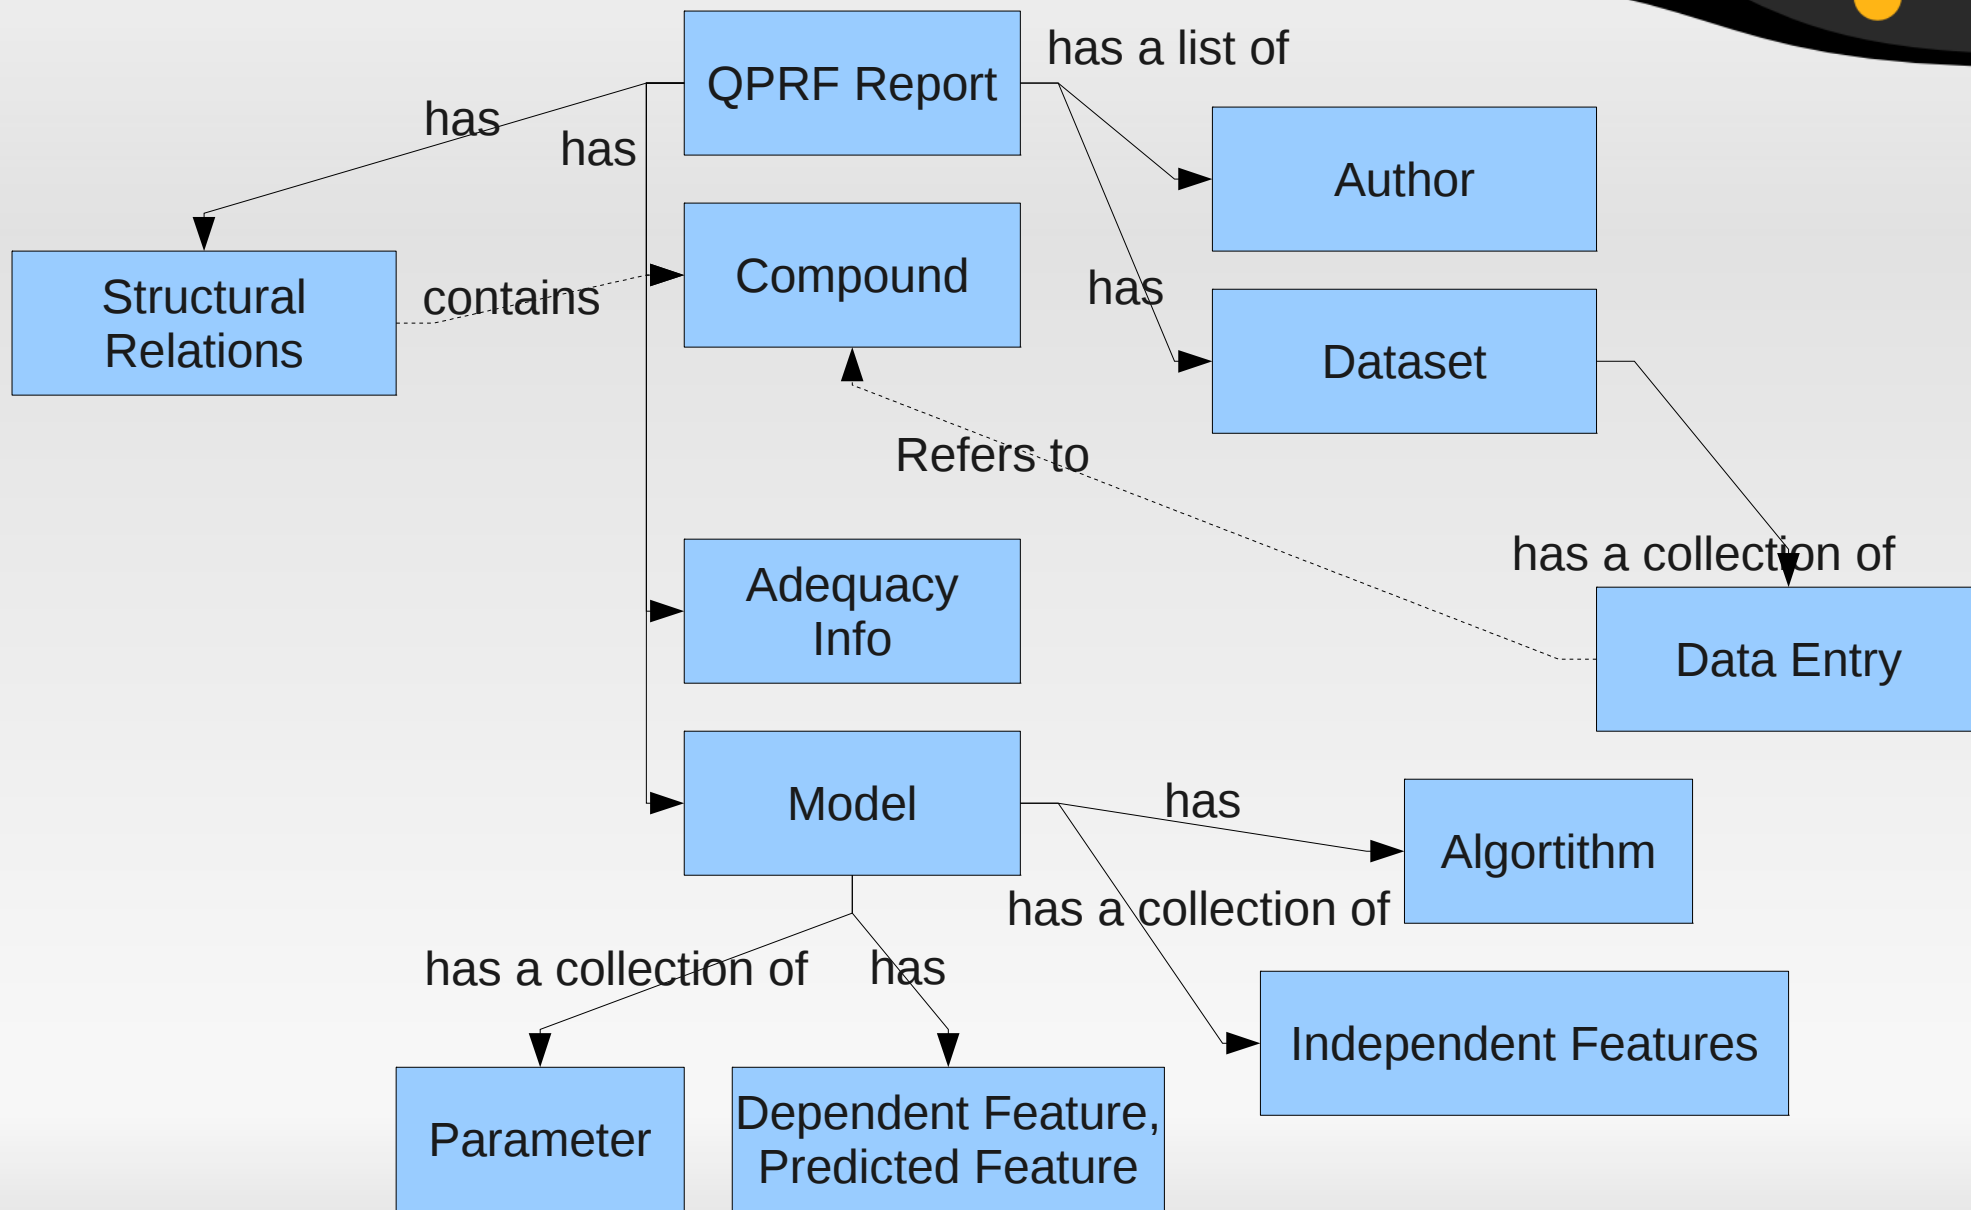 QPRF Report
has a list of
has
has
Author
Structural
Relations
contains
Compound
has
Dataset
Refers to
has a collection of
Adequacy
Info
Data Entry
Model
has
Algortithm
has a collection of
has a collection of
has
Independent Features
Parameter
Dependent Feature,
Predicted Feature